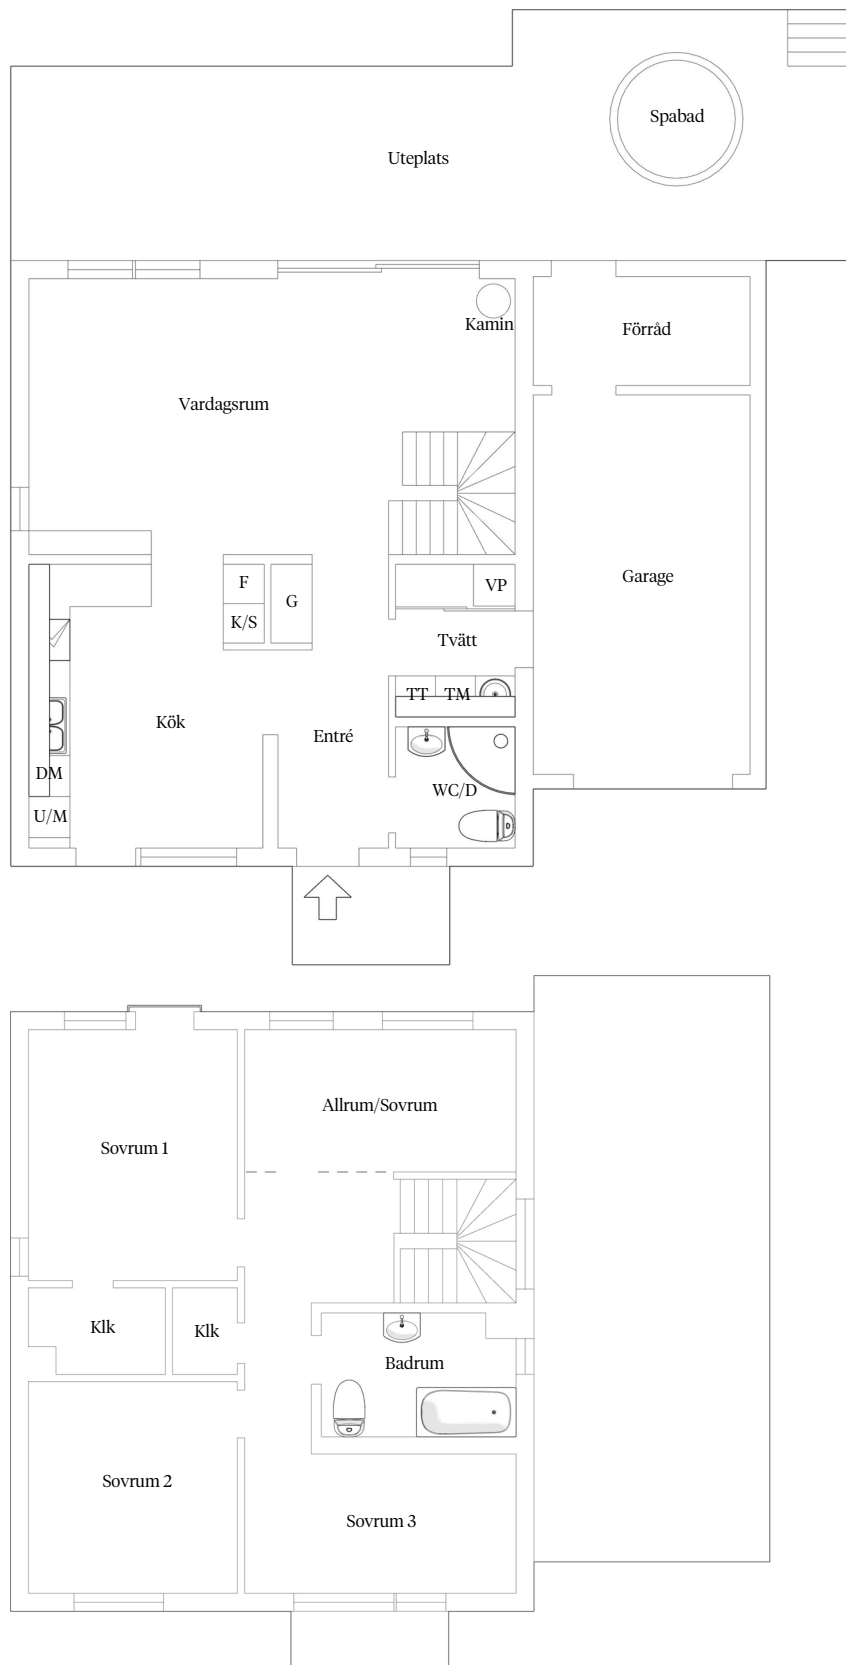 Spabad
Uteplats
Kamin
Förråd
Vardagsrum
Garage
F
VP
G
K/S
Tvätt
TT
TM
Kök
Entré
DM
WC/D
U/M
Allrum/Sovrum
Sovrum 1
Klk
Klk
Badrum
Sovrum 2
Sovrum 3